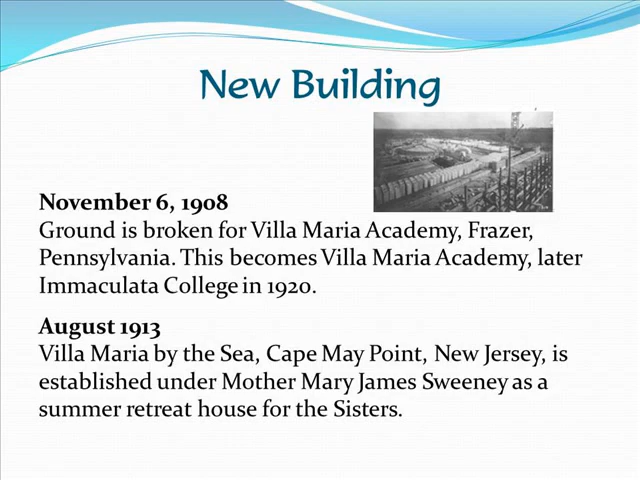 New Building
November 6, 1908
Ground is broken for Villa Maria Academy, Frazer,
Pennsylvania. This becomes Villa Maria Academy, later
Immaculata College in 1920.
August 1913
Villa Maria by the Sea, Cape May Point, New Jersey, is
established under Mother Mary James Sweeney as a
summer retreat house for the Sisters.